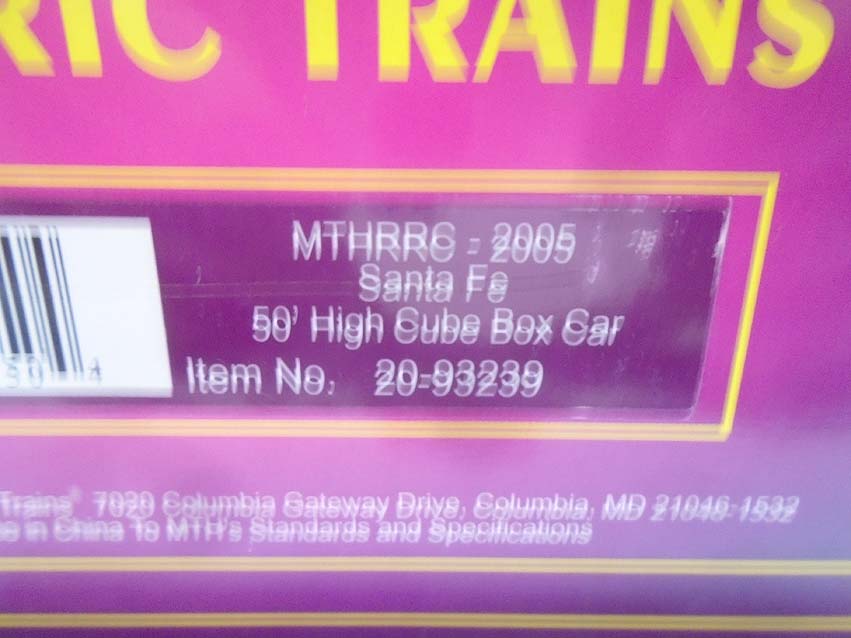 RIC TRAINS
MTHRRC - 2005
Santa Fe
50' High Cube Box Car
Item No. 20-93239
Trains® 7020 Columbia Gateway Drive, Columbia, MD 21046-1532
in China To MTH's Standards and Specifications